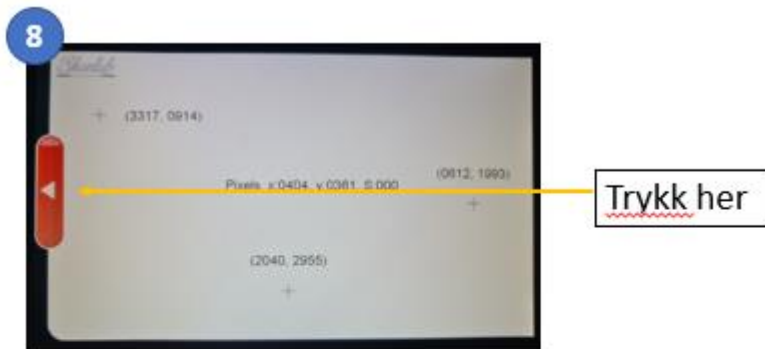 8
(3317, 0914)
(0612, 1993)
Pixels x:0404, y:0361, S:000
Trykk her
(2040, 2955)